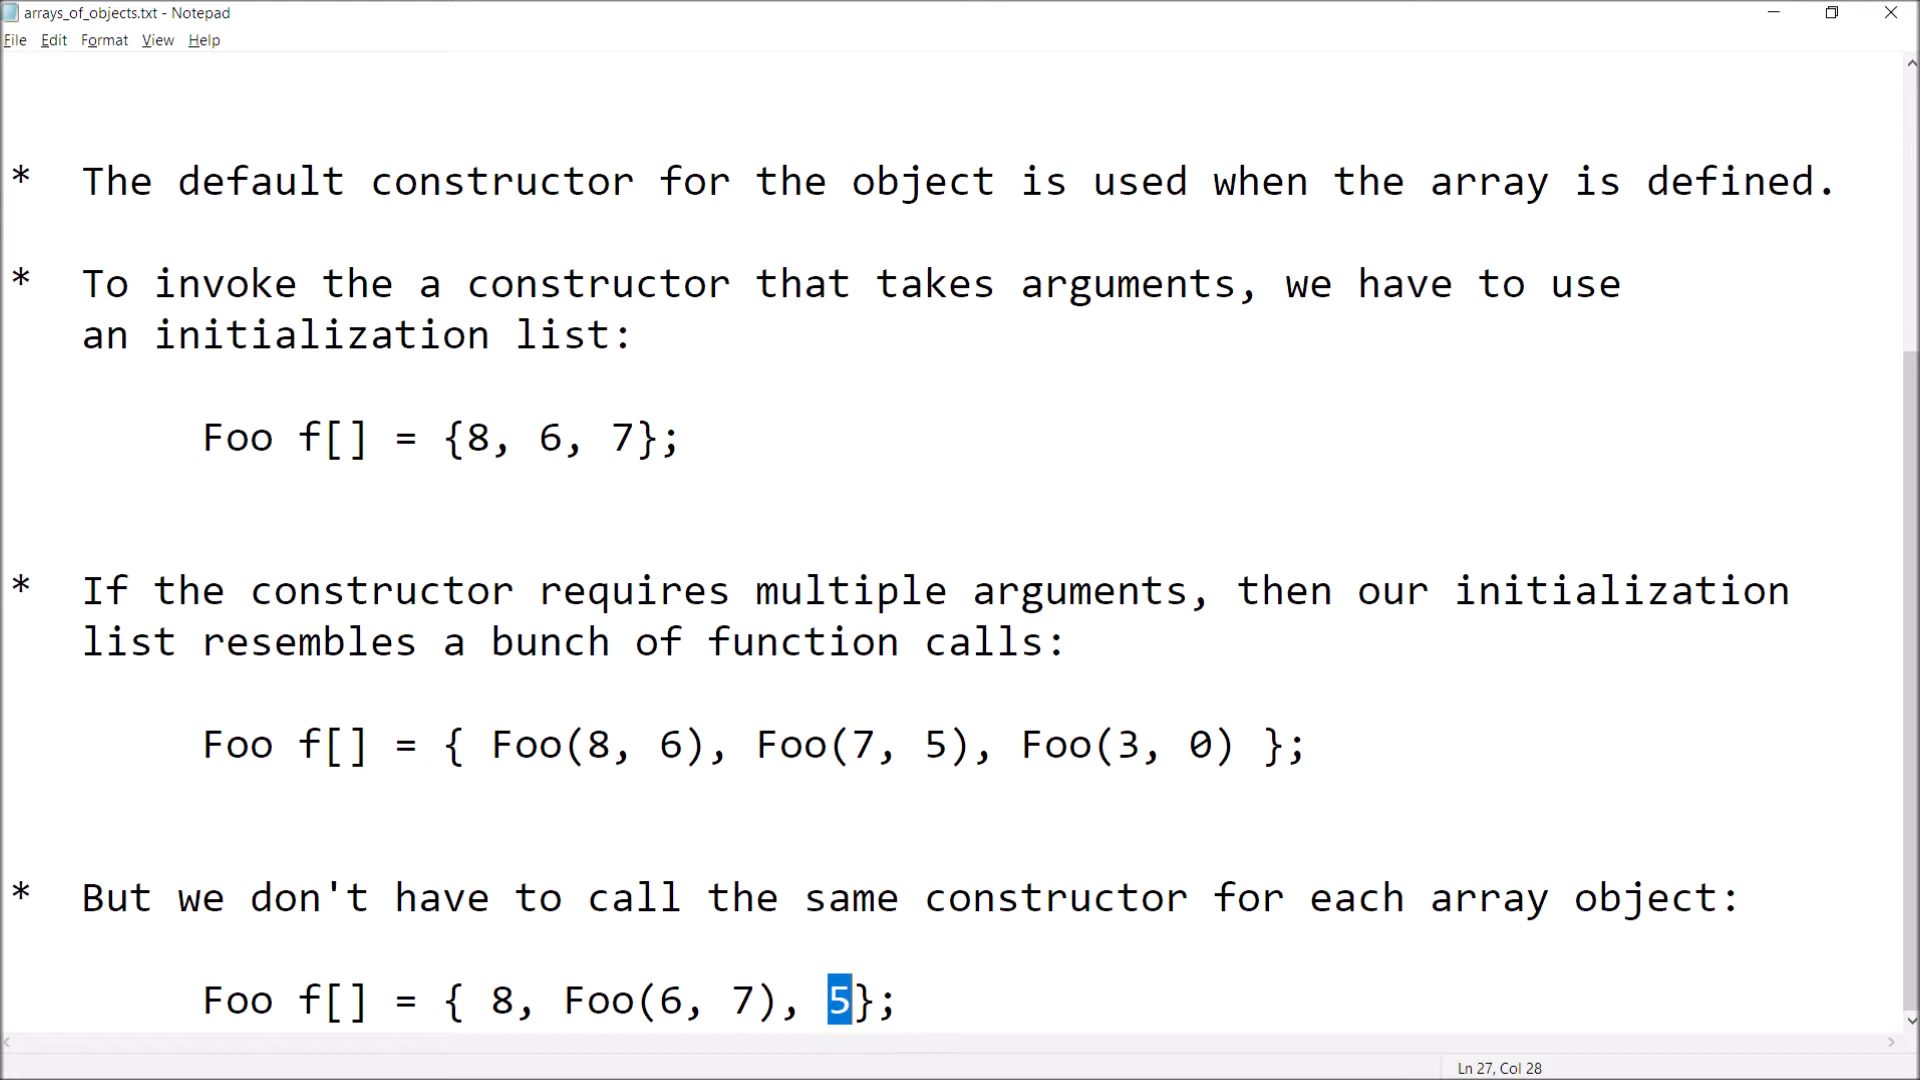 arrays_of_objects.txt - Notepad
File Edit Format View Help
* The default constructor for the object is used when the array is defined.
* To invoke the a constructor that takes arguments, we have to use
an initialization list:
Foo f[] = {8, 6, 7};
* If the constructor requires multiple arguments, then our initialization
list resembles a bunch of function calls:
Foo f[] = { Foo(8, 6), Foo(7, 5), Foo(3, 0) };
* But we don't have to call the same constructor for each array object:
Foo f[] = { 8, Foo(6, 7), 5};
Ln 27, Col 28